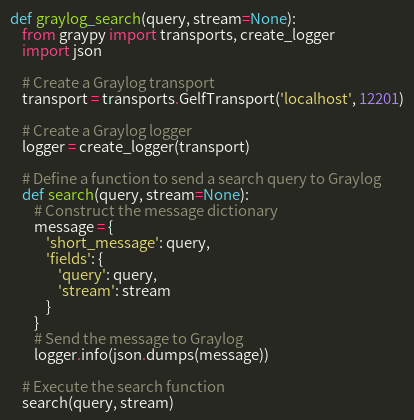 def graylog_search(query, stream=None):
    from graypy import transports, create_logger
    import json

    # Create a Graylog transport
    transport = transports.GelfTransport('localhost', 12201)

    # Create a Graylog logger
    logger = create_logger(transport)

    # Define a function to send a search query to Graylog
    def search(query, stream=None):
        # Construct the message dictionary
        message = {
            'short_message': query,
            'fields': {
                'query': query,
                'stream': stream
            }
        }
        # Send the message to Graylog
        logger.info(json.dumps(message))

    # Execute the search function
    search(query, stream)